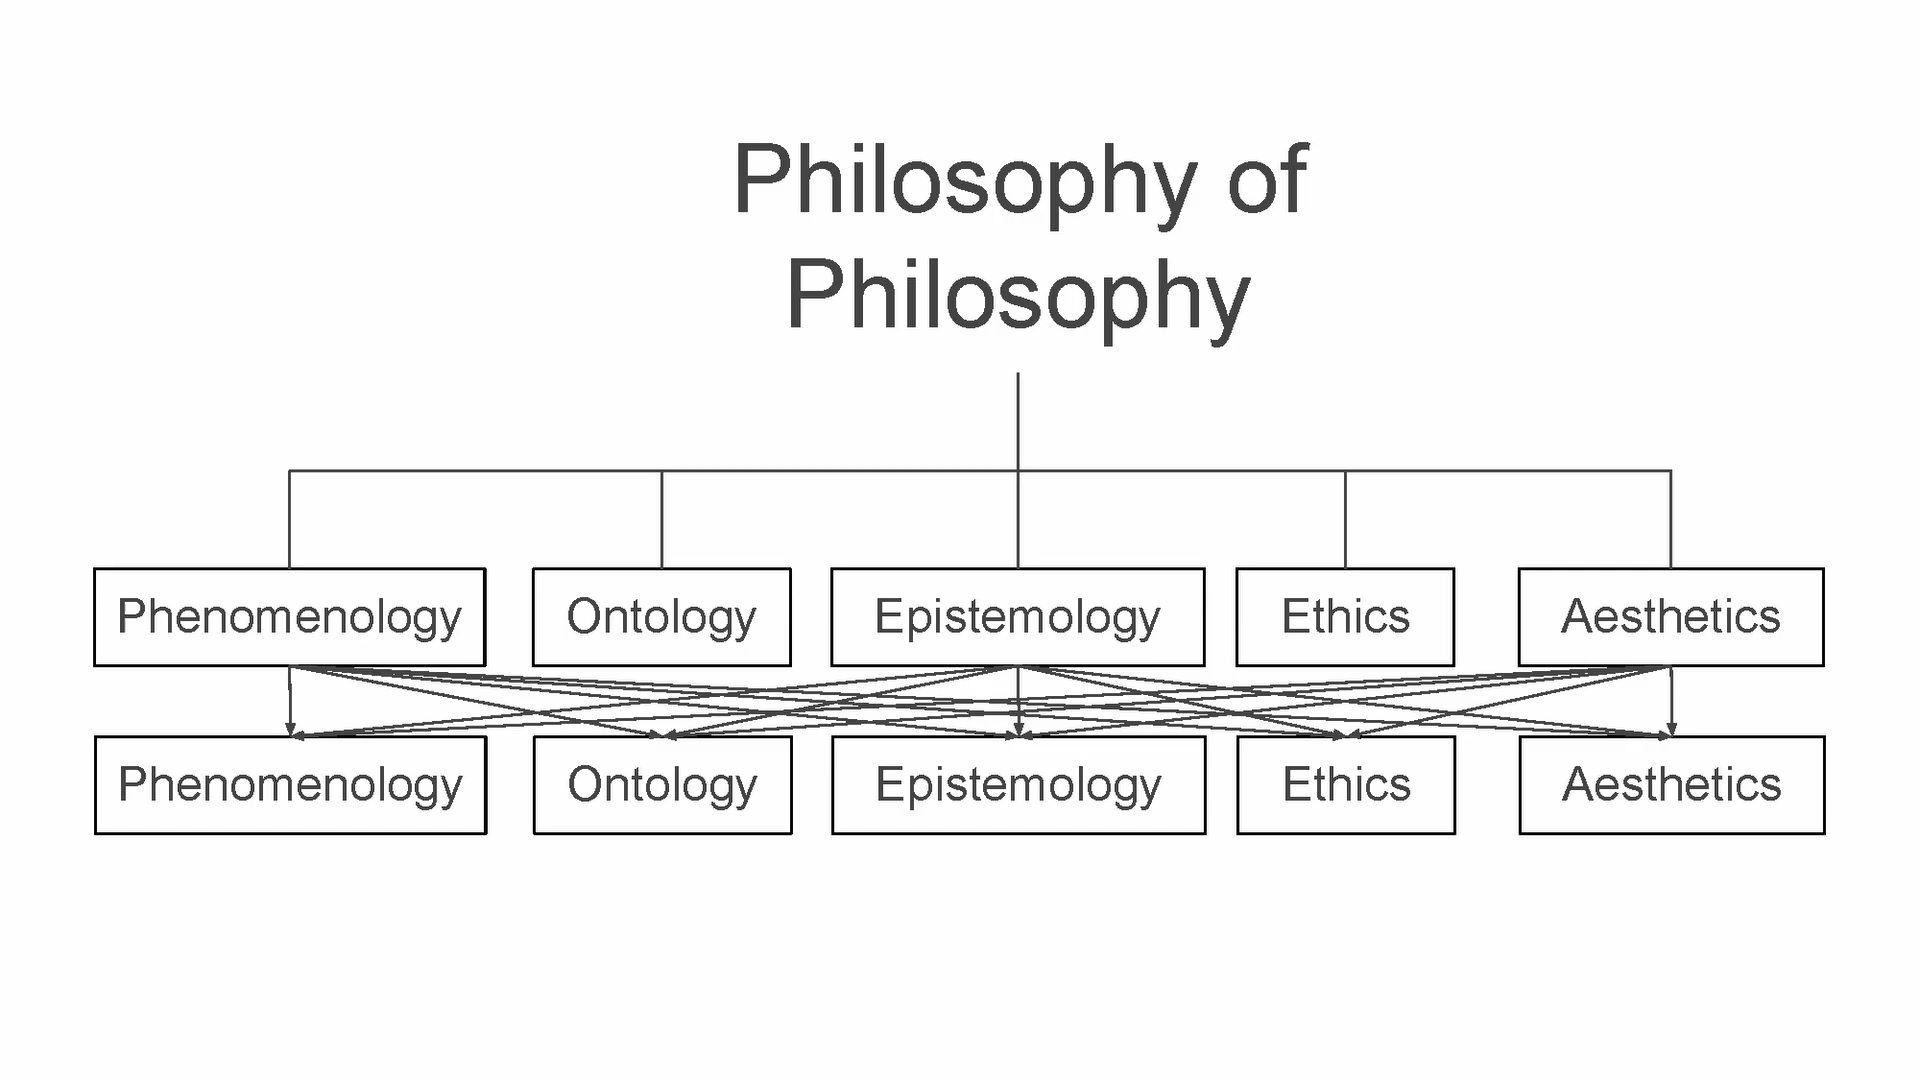 Philosophy of
Philosophy
Phenomenology
Ontology
Epistemology
Ethics
Aesthetics
Phenomenology
Ontology
Epistemology
Ethics
Aesthetics